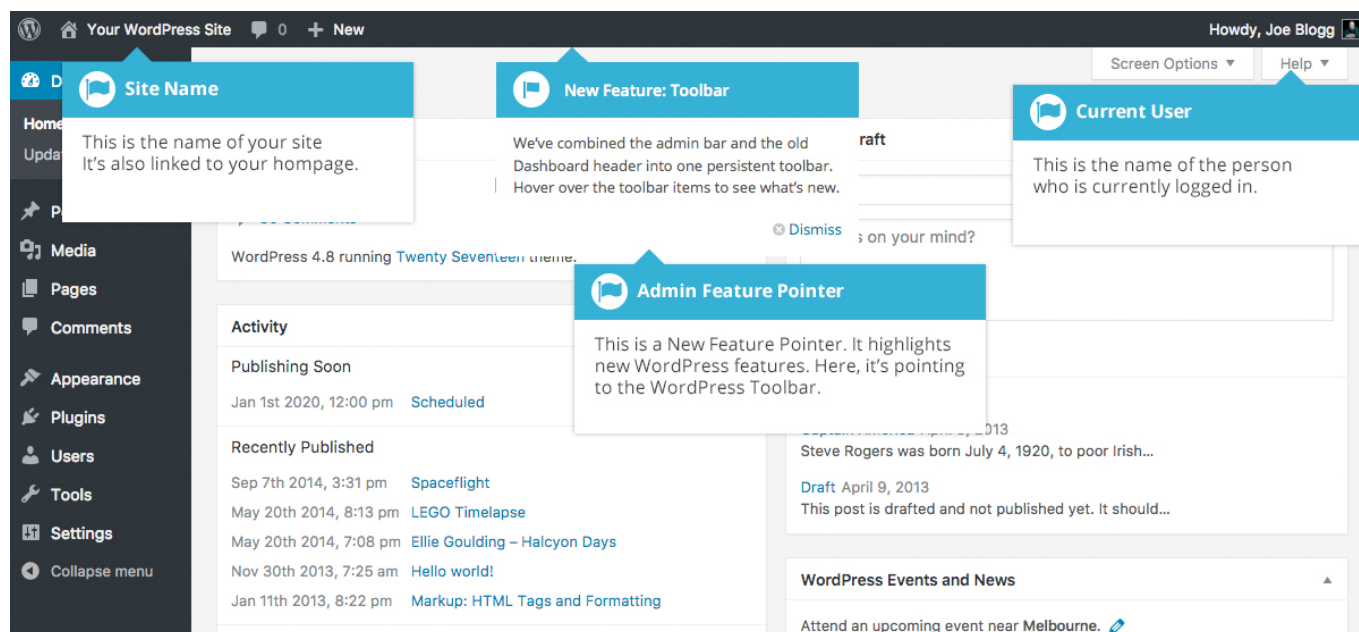 Your WordPress Site 0 New
Howdy, Joe Blogg
Screen Options Help
Home
Site Name
This is the name of your site
It's also linked to your hompage.
New Feature: Toolbar
We've combined the admin bar and the old
Dashboard header into one persistent toolbar.
Hover over the toolbar items to see what's new.
Dismiss
Current User
This is the name of the person
who is currently logged in.
Media
Pages
Comments
Appearance
Plugins
Users
Tools
Settings
Collapse menu
WordPress 4.8 running Twenty Seventeen theme.
Admin Feature Pointer
This is a New Feature Pointer. It highlights
new WordPress features. Here, it's pointing
to the WordPress Toolbar.
Activity
Publishing Soon
Jan 1st 2020, 12:00 pm Scheduled
Recently Published
Sep 7th 2014, 3:31 pm Spaceflight
May 20th 2014, 8:13 pm LEGO Timelapse
May 20th 2014, 7:08 pm Ellie Goulding – Halcyon Days
Nov 30th 2013, 7:25 am Hello world!
Jan 11th 2013, 8:22 pm Markup: HTML Tags and Formatting
on your mind?
2013
Steve Rogers was born July 4, 1920, to poor Irish…
Draft April 9, 2013
This post is drafted and not published yet. It should…
WordPress Events and News
Attend an upcoming event near Melbourne.